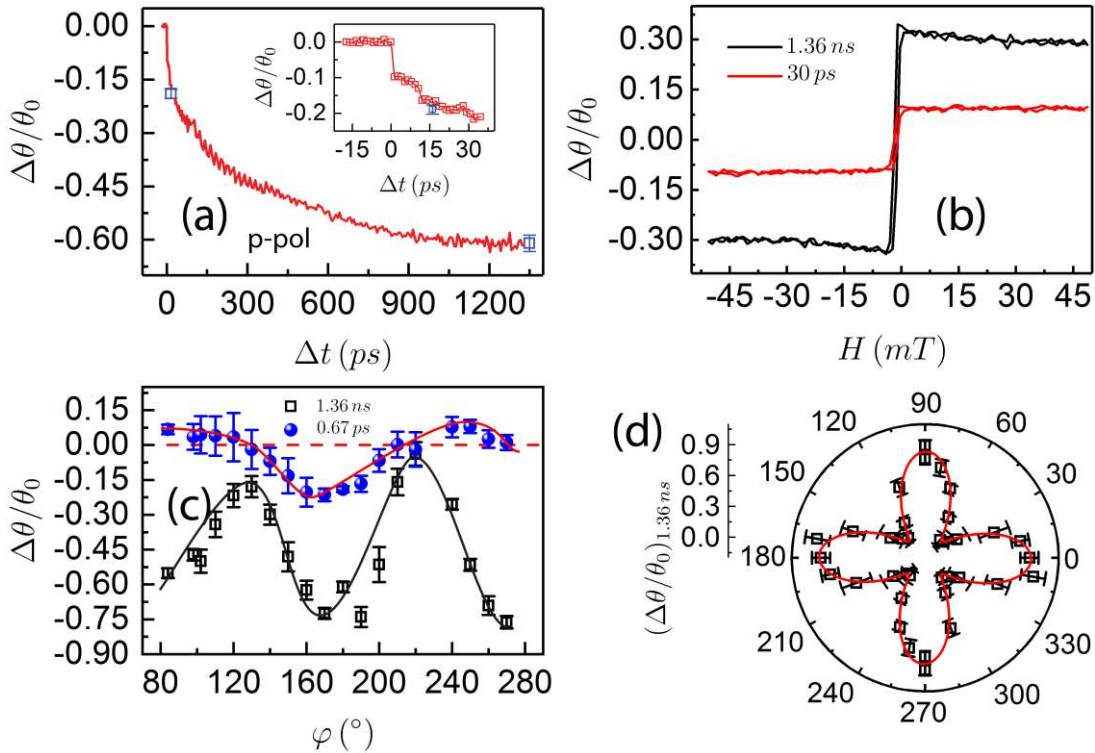 0.00
-0.15
-0.30
-0.45
-0.60
Δθ/θ0
0 300 600 900 1200
Δt (ps)
(a)
p-pol
0.0
-0.1
-0.2
Δθ/θ0
-15 0 15 30
Δt (ps)
0.30
0.15
0.00
-0.15
-0.30
Δθ/θ0
1.36 ns
30 ps
(b)
-45 -30 -15 0 15 30 45
H (mT)
0.15
0.00
-0.15
-0.30
-0.45
-0.60
-0.75
-0.90
Δθ/θ0
1.36 ns
0.67 ps
(c)
80 120 160 200 240 280
φ (°)
(d)
0.9
0.6
0.3
0.0
(Δθ/θ0)1.36 ns
90
120 60
150 30
180 0
210 330
240 300
270